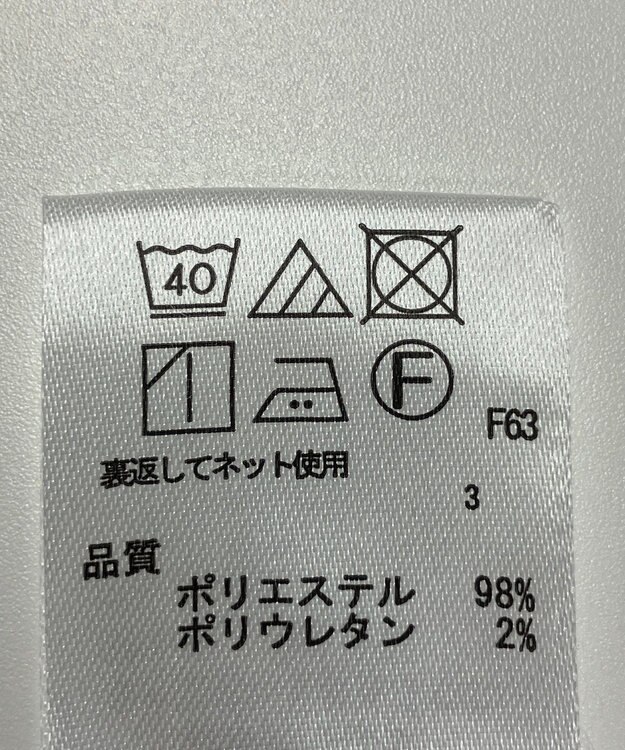 40
F
F63
裏返してネット使用
3
品質
ポリエステル 98%
ポリウレタン 2%